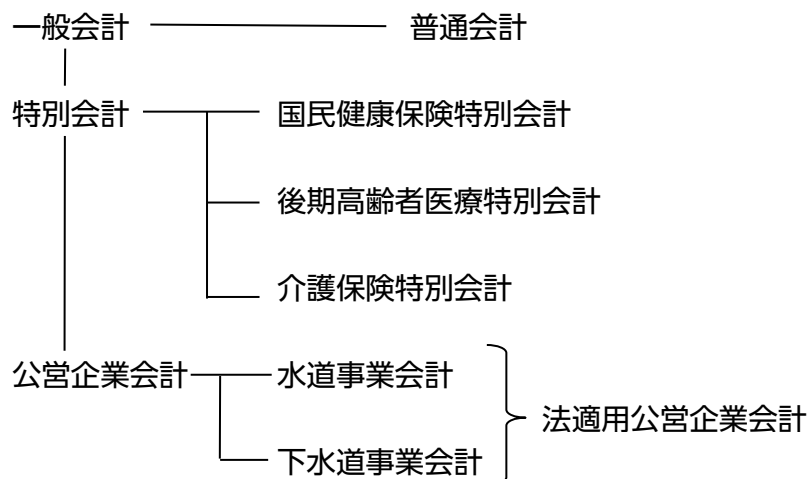 一般会計 普通会計
特別会計 国民健康保険特別会計
後期高齢者医療特別会計
介護保険特別会計
公営企業会計 水道事業会計
法適用公営企業会計
下水道事業会計